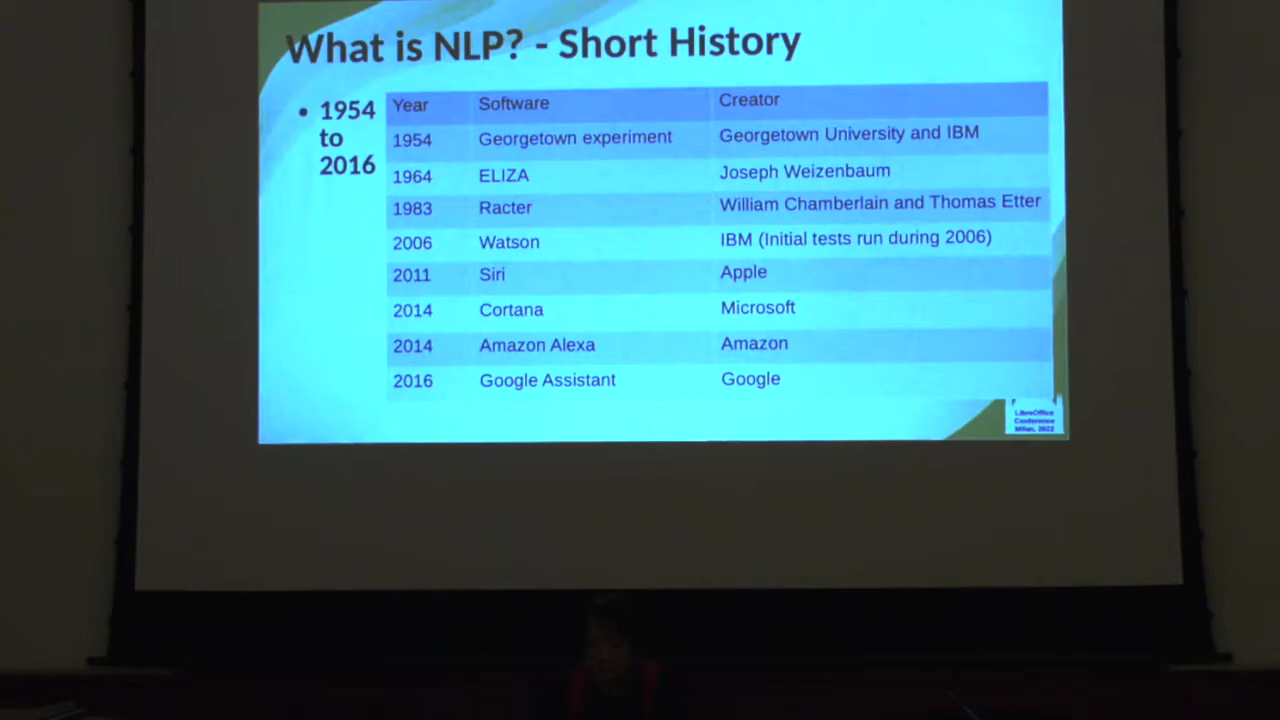 What is NLP? - Short History
• 1954
to
2016
Year Software Creator
1954 Georgetown experiment Georgetown University and IBM
1964 ELIZA Joseph Weizenbaum
1983 Racter William Chamberlain and Thomas Etter
2006 Watson IBM (Initial tests run during 2006)
2011 Siri Apple
2014 Cortana Microsoft
2014 Amazon Alexa Amazon
2016 Google Assistant Google
LibreOffice
Conference
Milan, 2022